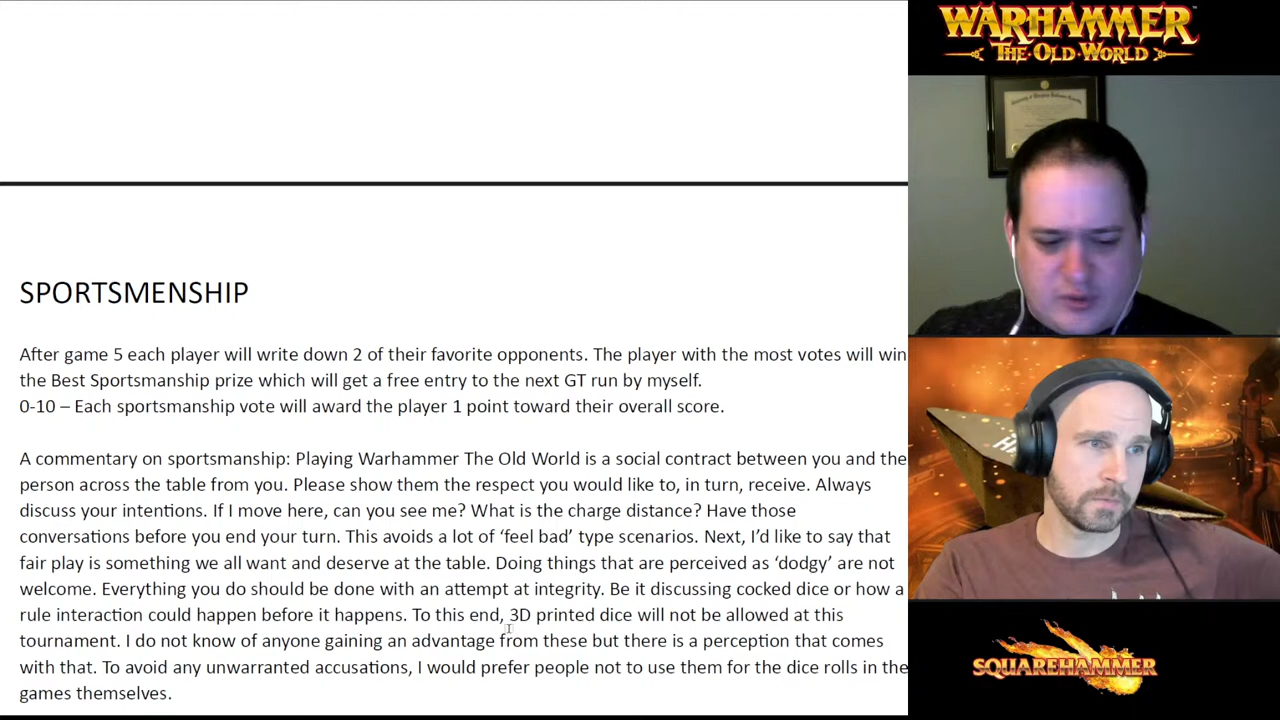 WARHAMMER
THE OLD WORLD
SPORTSMENSHIP
After game 5 each player will write down 2 of their favorite opponents. The player with the most votes will win
the Best Sportsmanship prize which will get a free entry to the next GT run by myself.
0-10 – Each sportsmanship vote will award the player 1 point toward their overall score.
A commentary on sportsmanship: Playing Warhammer The Old World is a social contract between you and the
person across the table from you. Please show them the respect you would like to, in turn, receive. Always
discuss your intentions. If I move here, can you see me? What is the charge distance? Have those
conversations before you end your turn. This avoids a lot of ‘feel bad’ type scenarios. Next, I’d like to say that
fair play is something we all want and deserve at the table. Doing things that are perceived as ‘dodgy’ are not
welcome. Everything you do should be done with an attempt at integrity. Be it discussing cocked dice or how a
rule interaction could happen before it happens. To this end, 3D printed dice will not be allowed at this
tournament. I do not know of anyone gaining an advantage from these but there is a perception that comes
with that. To avoid any unwarranted accusations, I would prefer people not to use them for the dice rolls in the
games themselves.
SQUAREHAMMER